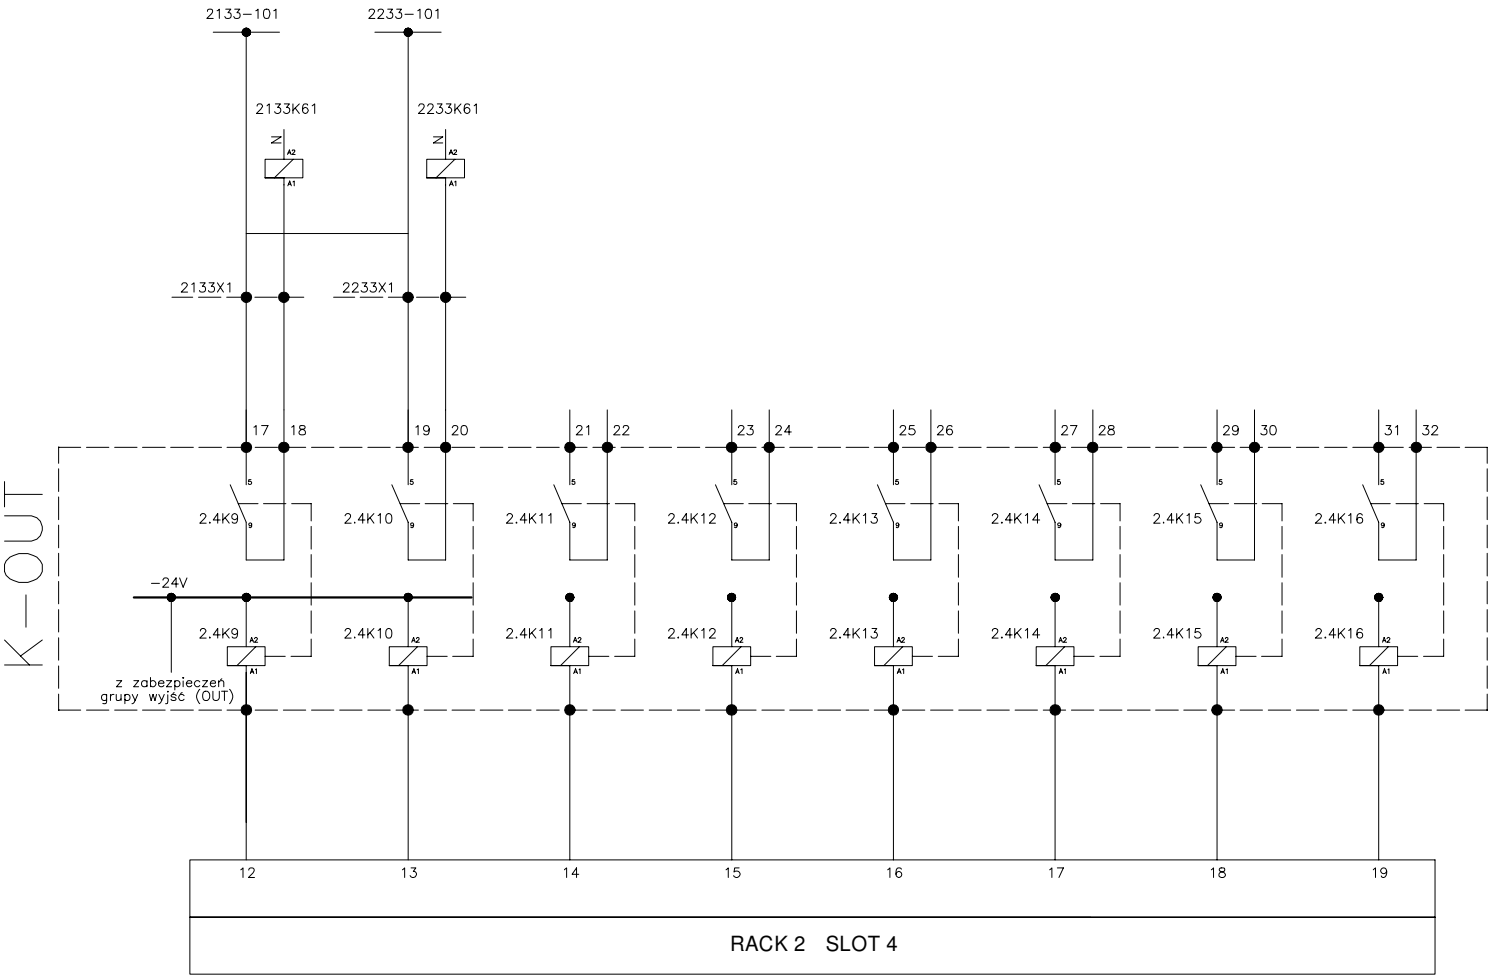 2133-101 2233-101
2133K61 2233K61
N N
A2 A2
A1 A1
2133X1 2233X1
17 18 19 20 21 22 23 24 25 26 27 28 29 30 31 32
K-OUT
5 5 5 5 5 5 5 5
2.4K9 2.4K10 2.4K11 2.4K12 2.4K13 2.4K14 2.4K15 2.4K16
9 9 9 9 9 9 9 9
-24V
2.4K9 2.4K10 2.4K11 2.4K12 2.4K13 2.4K14 2.4K15 2.4K16
A2 A2 A2 A2 A2 A2 A2 A2
A1 A1 A1 A1 A1 A1 A1 A1
z zabezpieczeń
grupy wyjść (OUT)
12 13 14 15 16 17 18 19
RACK 2 SLOT 4